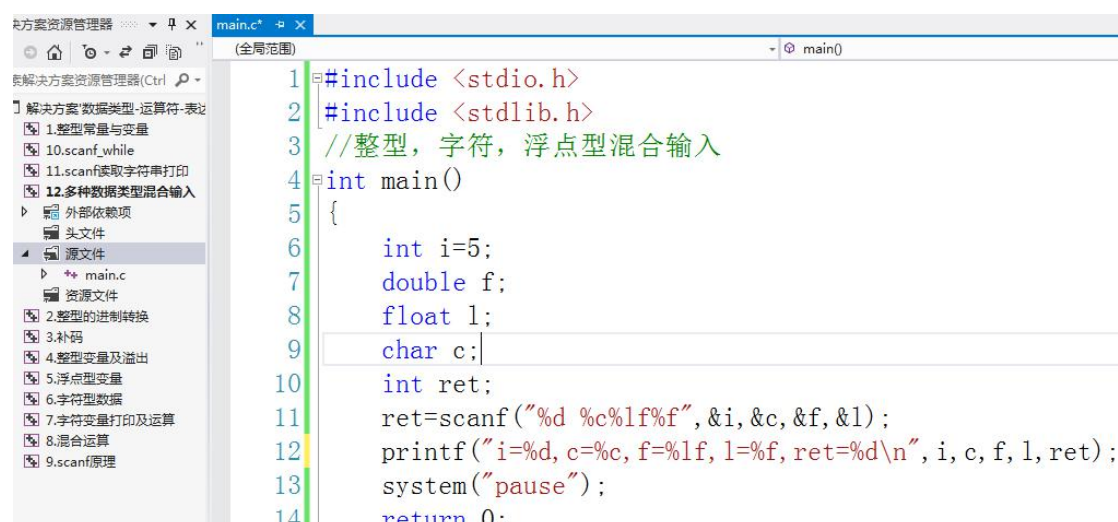 决方案资源管理器
main.c*
(全局范围)
main()
解决方案资源管理器(Ctrl
解决方案'数据类型-运算符-表达
1.整型常量与变量
10.scanf_while
11.scanf读取字符串打印
12.多种数据类型混合输入
外部依赖项
头文件
源文件
main.c
资源文件
2.整型的进制转换
3.补码
4.整型变量及溢出
5.浮点型变量
6.字符型数据
7.字符变量打印及运算
8.混合运算
9.scanf原理
1 #include <stdio.h>
2 #include <stdlib.h>
3 //整型，字符，浮点型混合输入
4 int main()
5 {
6 int i=5;
7 double f;
8 float l;
9 char c;
10 int ret;
11 ret=scanf("%d %c%lf%f",&i,&c,&f,&l);
12 printf("i=%d,c=%c,f=%lf,l=%f,ret=%d\n",i,c,f,l,ret);
13 system("pause");
14 return 0;